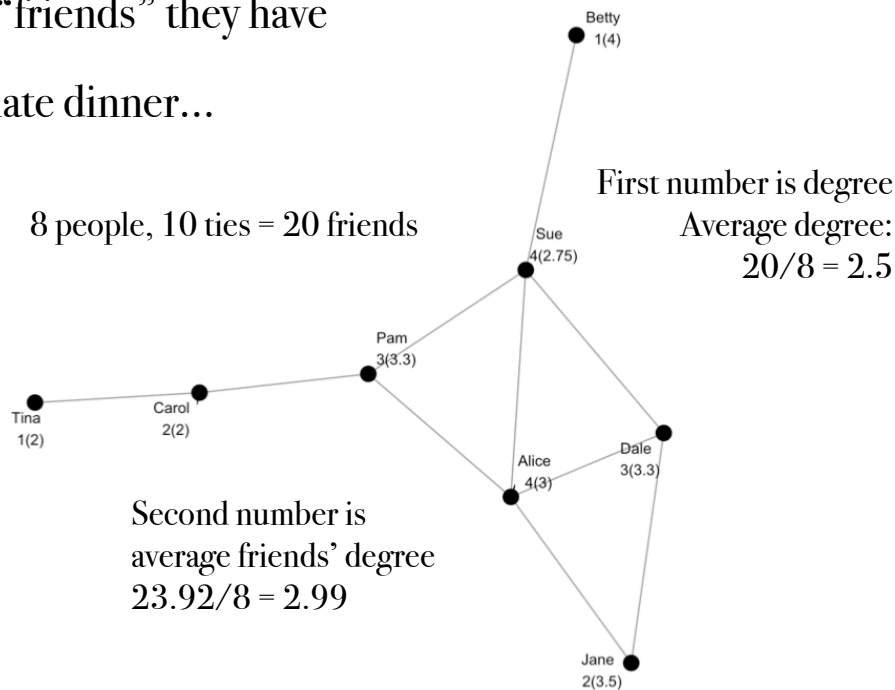 “friends” they have
ate dinner...
Betty
1(4)
First number is degree
Average degree:
20/8 = 2.5
8 people, 10 ties = 20 friends
Sue
4(2.75)
Pam
3(3.3)
Tina
1(2)
Carol
2(2)
Dale
3(3.3)
Alice
4(3)
Second number is
average friends’ degree
23.92/8 = 2.99
Jane
2(3.5)